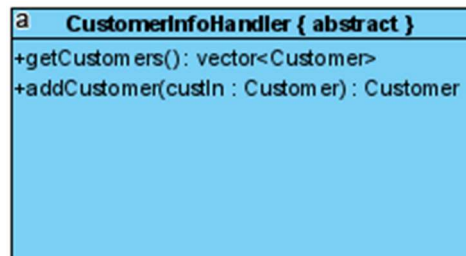 a
CustomerInfoHandler { abstract }
+getCustomers() : vector<Customer>
+addCustomer(custIn : Customer) : Customer